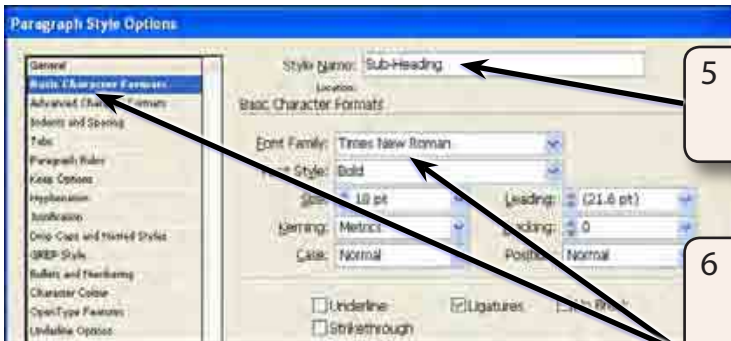 Paragraph Style Options
General
Basic Character Formats
Advanced Character Formats
Indents and Spacing
Tabs
Paragraph Rules
Keep Options
Hyphenation
Justification
Drop Caps and Nested Styles
GREP Style
Bullets and Numbering
Character Colour
OpenType Features
Underline Options
Style Name: Sub-Heading
Location:
Basic Character Formats
Font Family: Times New Roman
Style: Bold
Size: 18 pt Leading: (21.6 pt)
Kerning: Metrics Tracking: 0
Case: Normal Position: Normal
Underline Ligatures No Break
Strikethrough
5
6